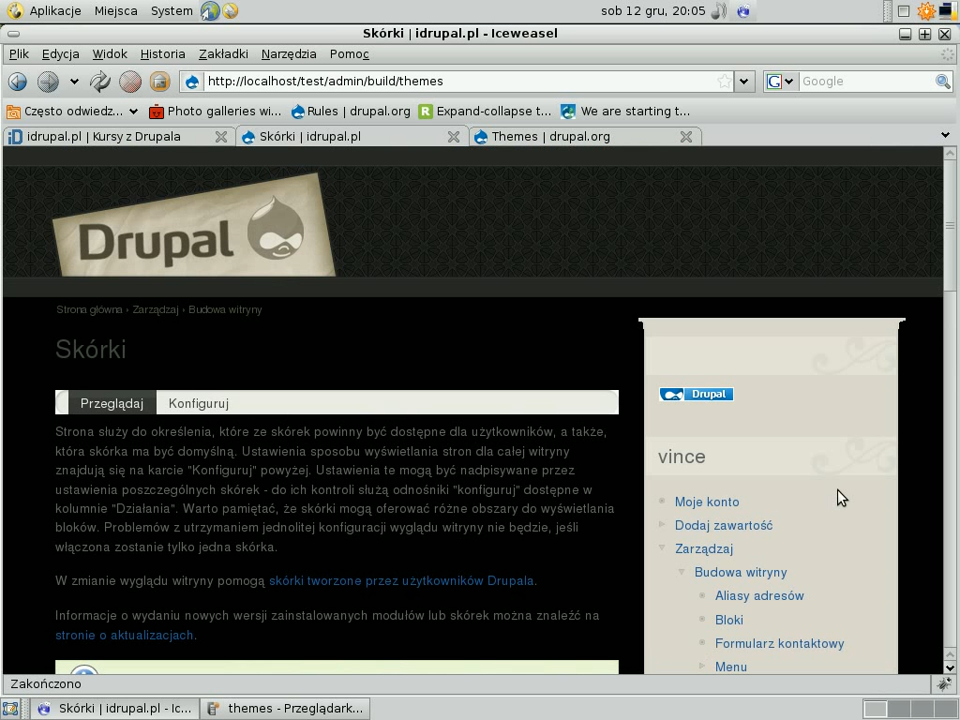 Aplikacje Miejsca System sob 12 gru, 20:05
Skórki | idrupal.pl - Iceweasel
Plik Edycja Widok Historia Zakładki Narzędzia Pomoc
http://localhost/test/admin/build/themes Google
Często odwiedz... Photo galleries wi... Rules | drupal.org Expand-collapse t... We are starting t...
idrupal.pl | Kursy z Drupala Skórki | idrupal.pl Themes | drupal.org
Drupal
Strona główna › Zarządzaj › Budowa witryny
Skórki
Przeglądaj Konfiguruj
Strona służy do określenia, które ze skórek powinny być dostępne dla użytkowników, a także,
która skórka ma być domyślną. Ustawienia sposobu wyświetlania stron dla całej witryny
znajdują się na karcie "Konfiguruj" powyżej. Ustawienia te mogą być nadpisywane przez
ustawienia poszczególnych skórek - do ich kontroli służą odnośniki "konfiguruj" dostępne w
kolumnie "Działania". Warto pamiętać, że skórki mogą oferować różne obszary do wyświetlania
bloków. Problemów z utrzymaniem jednolitej konfiguracji wyglądu witryny nie będzie, jeśli
włączona zostanie tylko jedna skórka.
W zmianie wyglądu witryny pomogą skórki tworzone przez użytkowników Drupala.
Informacje o wydaniu nowych wersji zainstalowanych modułów lub skórek można znaleźć na
stronie o aktualizacjach.
Drupal
vince
Moje konto
Dodaj zawartość
Zarządzaj
Budowa witryny
Aliasy adresów
Bloki
Formularz kontaktowy
Menu
Zakończono
Skórki | idrupal.pl - Ic... themes - Przeglądark...